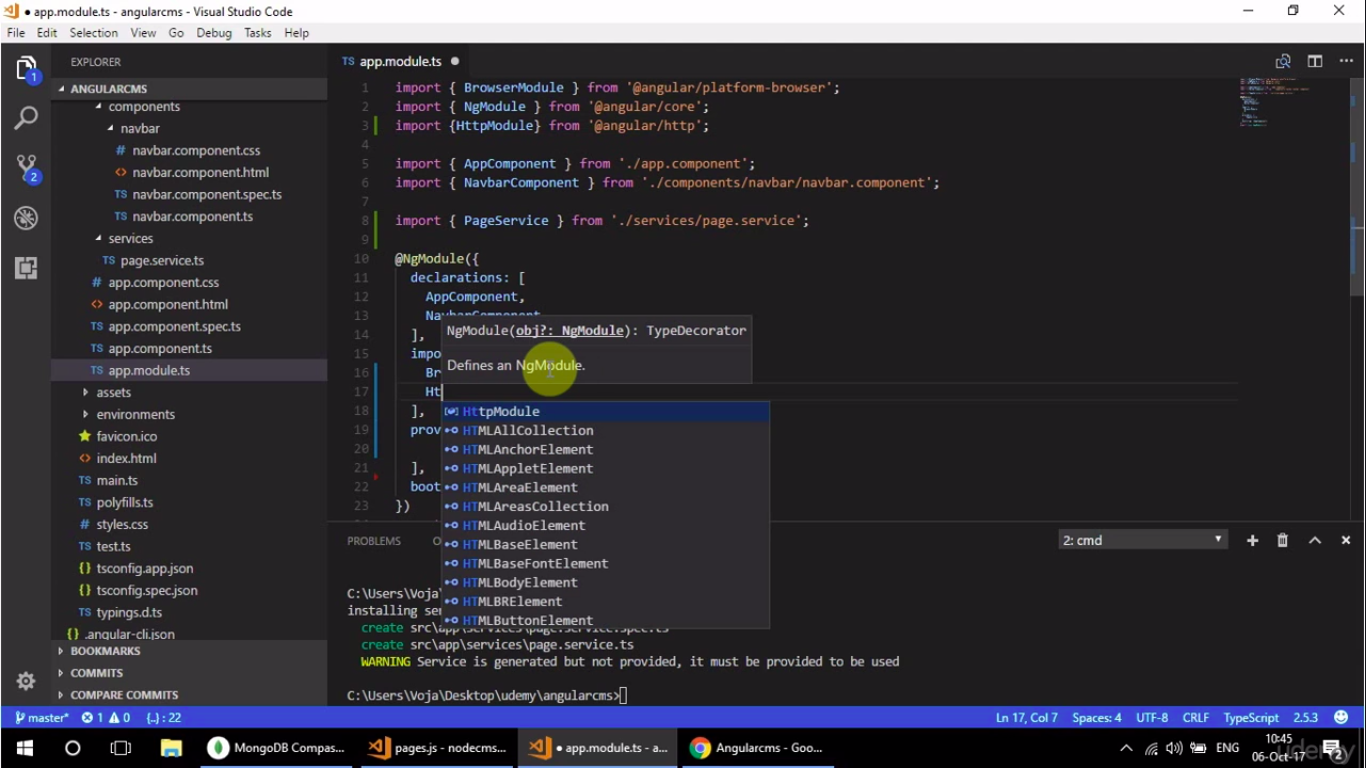 ● app.module.ts - angularcms - Visual Studio Code
File Edit Selection View Go Debug Tasks Help
EXPLORER
ANGULARCMS
components
navbar
# navbar.component.css
<> navbar.component.html
TS navbar.component.spec.ts
TS navbar.component.ts
services
TS page.service.ts
# app.component.css
<> app.component.html
TS app.component.spec.ts
TS app.component.ts
TS app.module.ts
assets
environments
favicon.ico
<> index.html
TS main.ts
TS polyfills.ts
# styles.css
TS test.ts
{} tsconfig.app.json
{} tsconfig.spec.json
TS typings.d.ts
{} .angular-cli.json
BOOKMARKS
COMMITS
COMPARE COMMITS
1
2
TS app.module.ts ●
1 import { BrowserModule } from '@angular/platform-browser';
2 import { NgModule } from '@angular/core';
3 import {HttpModule} from '@angular/http';
4
5 import { AppComponent } from './app.component';
6 import { NavbarComponent } from './components/navbar/navbar.component';
7
8 import { PageService } from './services/page.service';
9
10 @NgModule({
11 declarations: [
12 AppComponent,
13 NavbarComponent
14 ],
15 impo
16 Br
17 Ht
18 ],
19 prov
20
21 ],
22 boot
23 })
NgModule(obj?: NgModule): TypeDecorator
Defines an NgModule.
HttpModule
HTMLAllCollection
HTMLAnchorElement
HTMLAppletElement
HTMLAreaElement
HTMLAreasCollection
HTMLAudioElement
HTMLBaseElement
HTMLBaseFontElement
HTMLBodyElement
HTMLBRElement
HTMLButtonElement
PROBLEMS O
2: cmd
C:\Users\Voja\
installing se
create src\app\services\page.service.spec.ts
create src\app\services\page.service.ts
WARNING Service is generated but not provided, it must be provided to be used
C:\Users\Voja\Desktop\udemy\angularcms>
master* 1 0 {..} : 22
Ln 17, Col 7 Spaces: 4 UTF-8 CRLF TypeScript 2.5.3
MongoDB Compas...
pages.js - nodecms...
● app.module.ts - a...
Angularcms - Goo...
ENG
10:45
06-Oct-17
2
udemy